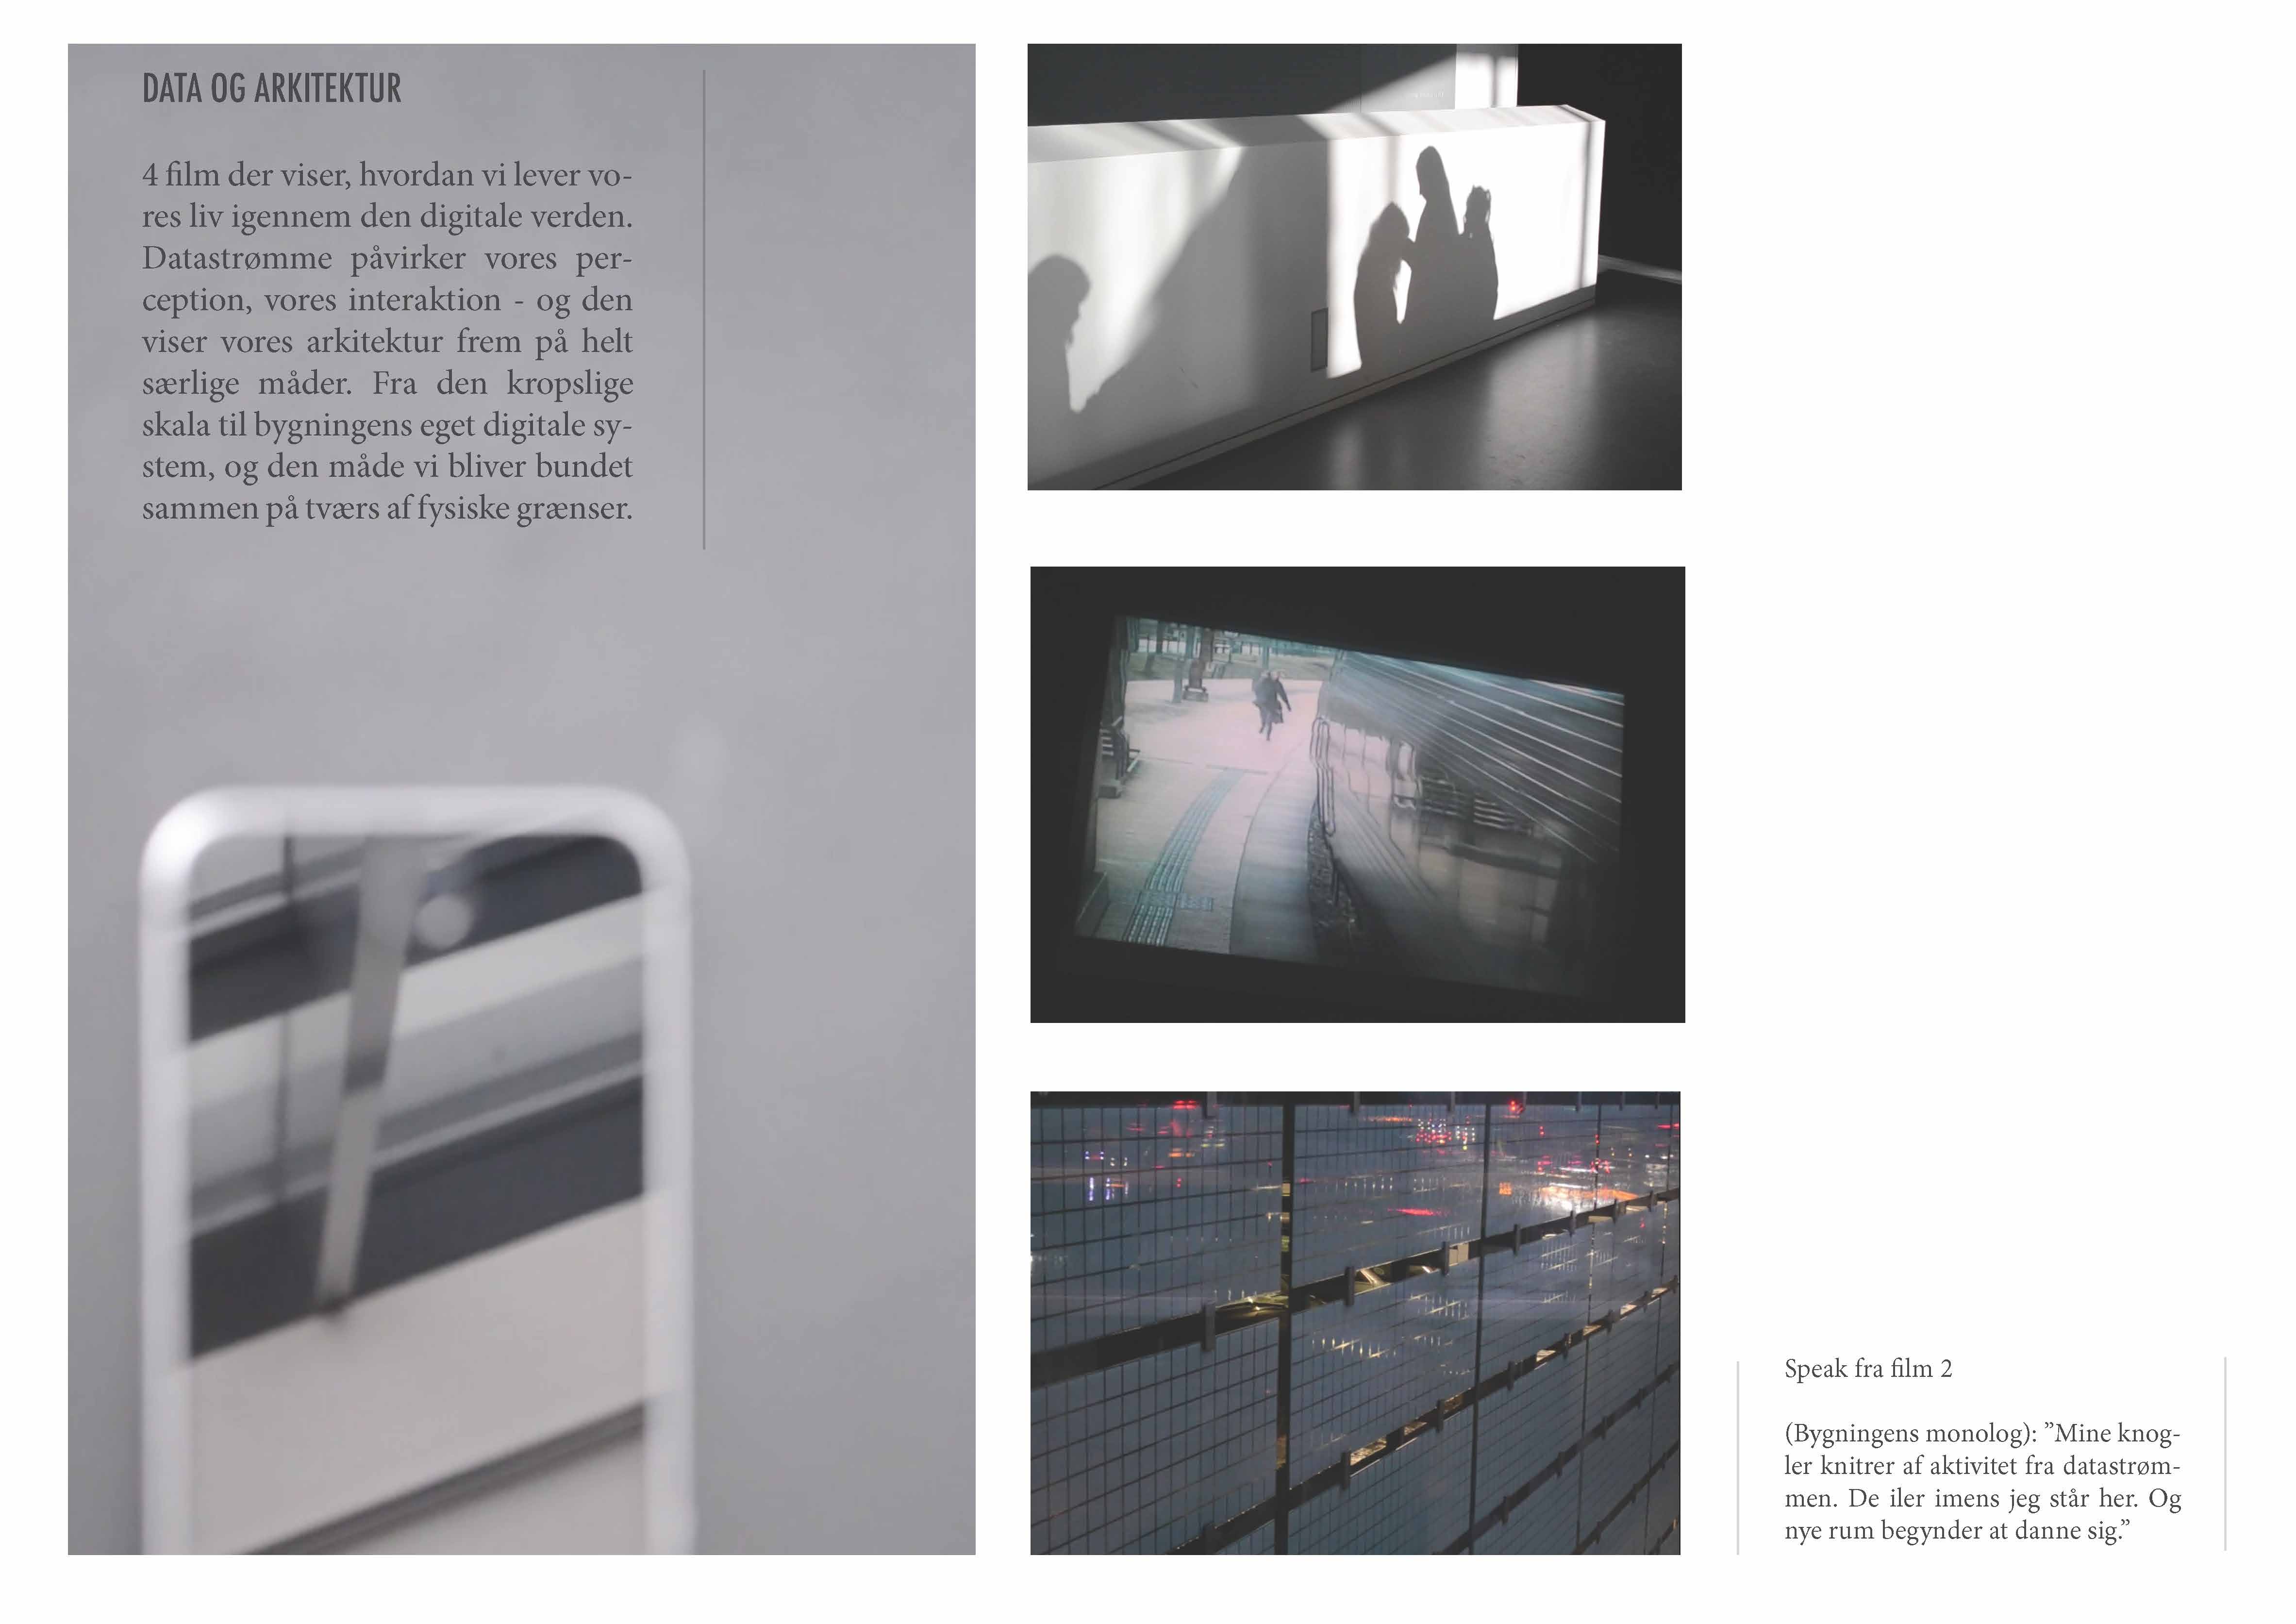 DATA OG ARKITEKTUR
4 film der viser, hvordan vi lever vo-
res liv igennem den digitale verden.
Datastrømme påvirker vores per-
ception, vores interaktion - og den
viser vores arkitektur frem på helt
særlige måder. Fra den kropslige
skala til bygningens eget digitale sy-
stem, og den måde vi bliver bundet
sammen på tværs af fysiske grænser.
Speak fra film 2
(Bygningens monolog): ”Mine knog-
ler knitrer af aktivitet fra datastrøm-
men. De iler imens jeg står her. Og
nye rum begynder at danne sig.”